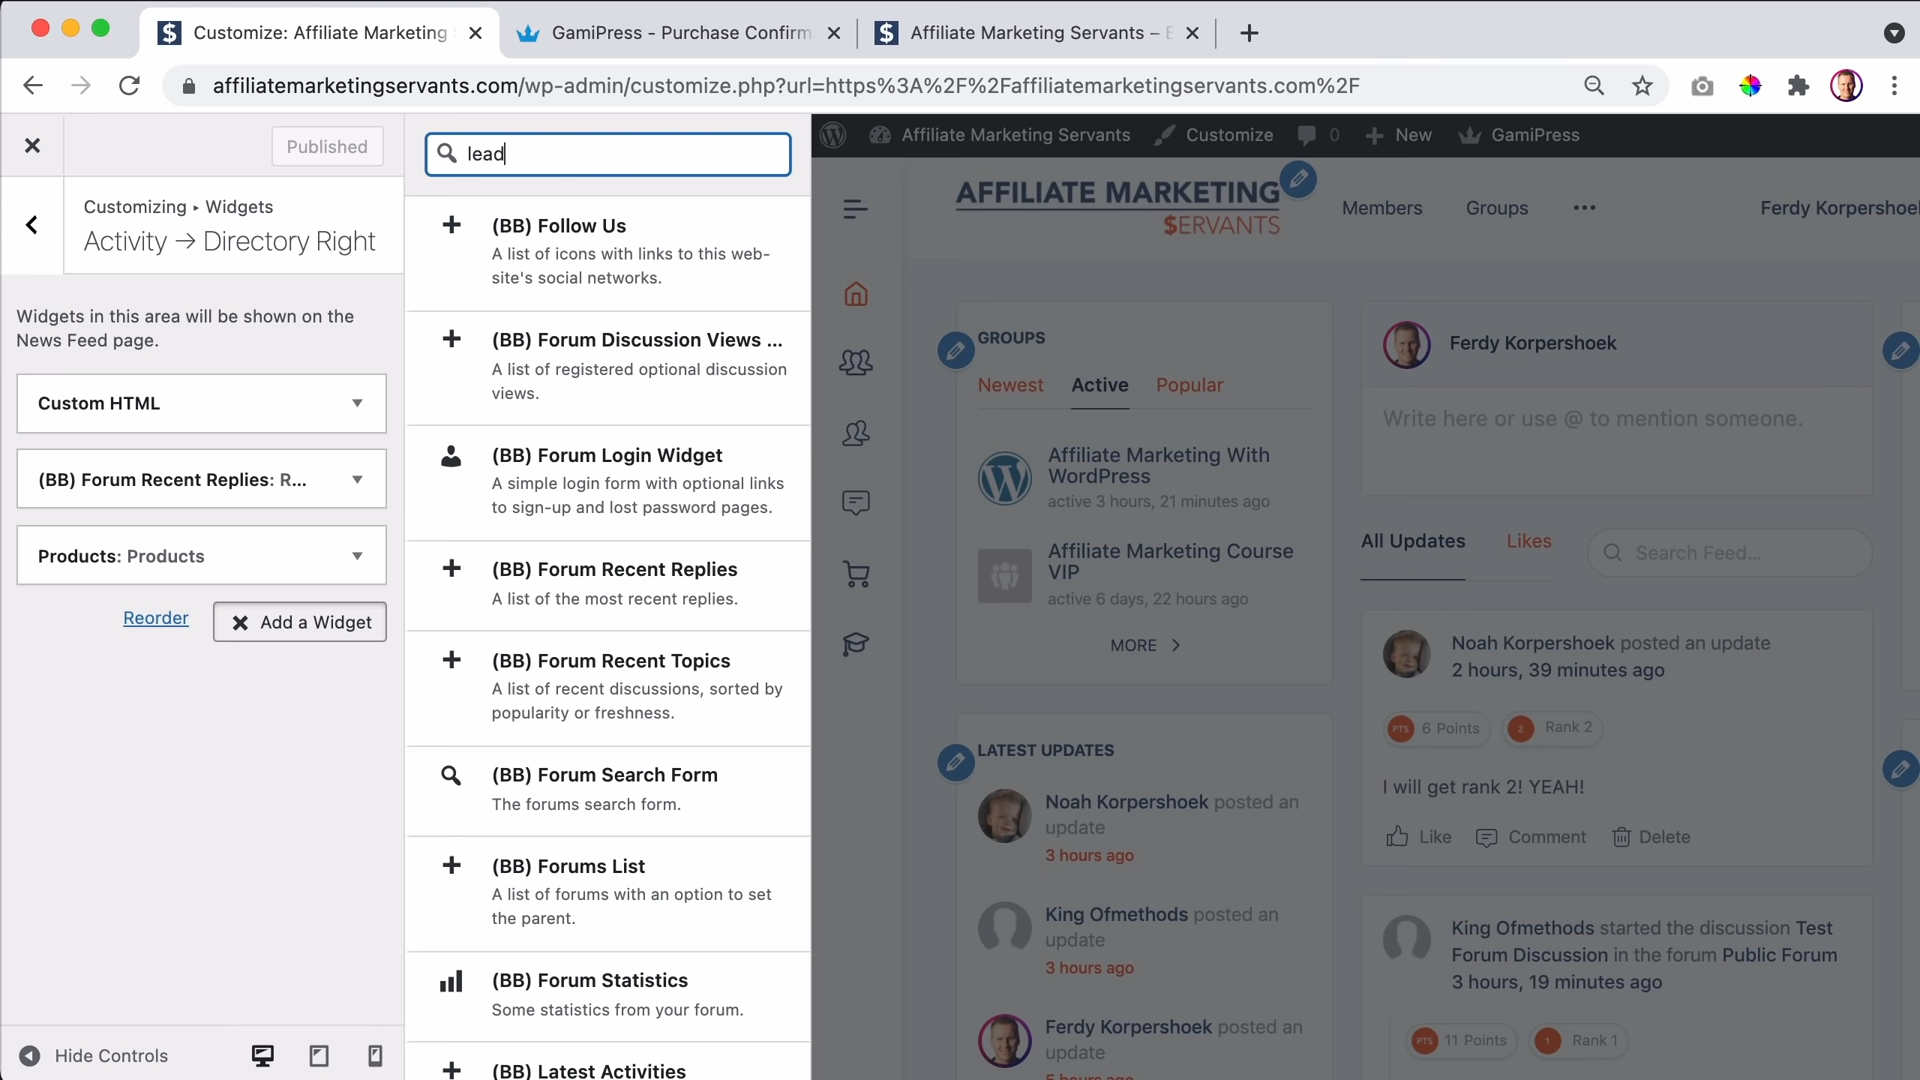 Customize: Affiliate Marketing
GamiPress - Purchase Confirm
Affiliate Marketing Servants –
affiliatemarketingservants.com/wp-admin/customize.php?url=https%3A%2F%2Faffiliatemarketingservants.com%2F
Published
Customizing ▸ Widgets
Activity → Directory Right
Widgets in this area will be shown on the
News Feed page.
Custom HTML
(BB) Forum Recent Replies: R...
Products: Products
Reorder
Add a Widget
Hide Controls
lead
(BB) Follow Us
A list of icons with links to this web-
site's social networks.
(BB) Forum Discussion Views ...
A list of registered optional discussion
views.
(BB) Forum Login Widget
A simple login form with optional links
to sign-up and lost password pages.
(BB) Forum Recent Replies
A list of the most recent replies.
(BB) Forum Recent Topics
A list of recent discussions, sorted by
popularity or freshness.
(BB) Forum Search Form
The forums search form.
(BB) Forums List
A list of forums with an option to set
the parent.
(BB) Forum Statistics
Some statistics from your forum.
(BB) Latest Activities
Affiliate Marketing Servants
Customize
0
New
GamiPress
AFFILIATE MARKETING
$ERVANTS
Members
Groups
Ferdy Korpershoek
GROUPS
Newest
Active
Popular
Affiliate Marketing With
WordPress
active 3 hours, 21 minutes ago
Affiliate Marketing Course
VIP
active 6 days, 22 hours ago
MORE
LATEST UPDATES
Noah Korpershoek posted an
update
3 hours ago
King Ofmethods posted an
update
3 hours ago
Ferdy Korpershoek posted an
update
5 hours ago
Ferdy Korpershoek
Write here or use @ to mention someone.
All Updates
Likes
Search Feed...
Noah Korpershoek posted an update
2 hours, 39 minutes ago
PTS 6 Points
2 Rank 2
I will get rank 2! YEAH!
Like
Comment
Delete
King Ofmethods started the discussion Test
Forum Discussion in the forum Public Forum
3 hours, 19 minutes ago
PTS 11 Points
1 Rank 1